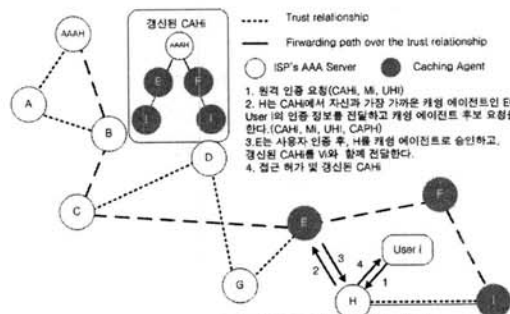 AAAH
갱신된 CAHi
AAAH
E
F
I
I
Trust relationship
Firwarding path over the trust relationship
ISP's AAA Server
Caching Agent
1. 원격 인증 요청(CAHi, Mi, UHI)
2. H는 CAHi에서 자신과 가장 가까운 캐싱 에이전트인 E
User i의 인증 정보를 전달하고 캐싱 에이전트 후보 요청을
한다.(CAHi, Mi, UHI, CAPH)
3.E는 사용자 인증 후, H를 캐싱 에이전트로 승인하고,
갱신된 CAHi를 Vi와 함께 전달한다.
4. 접근 허가 및 갱신된 CAHi
A
B
C
D
E
F
G
H
I
User i
1
2
3
4